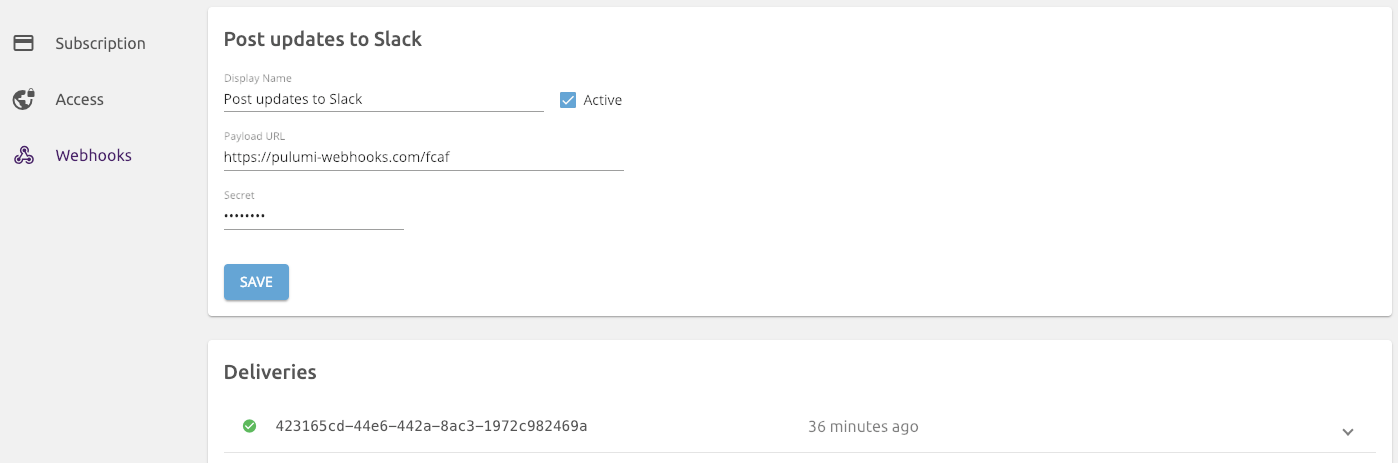 Subscription
Access
Webhooks
Post updates to Slack
Display Name
Post updates to Slack
Active
Payload URL
https://pulumi-webhooks.com/fcaf
Secret
••••••••
SAVE
Deliveries
423165cd-44e6-442a-8ac3-1972c982469a 36 minutes ago